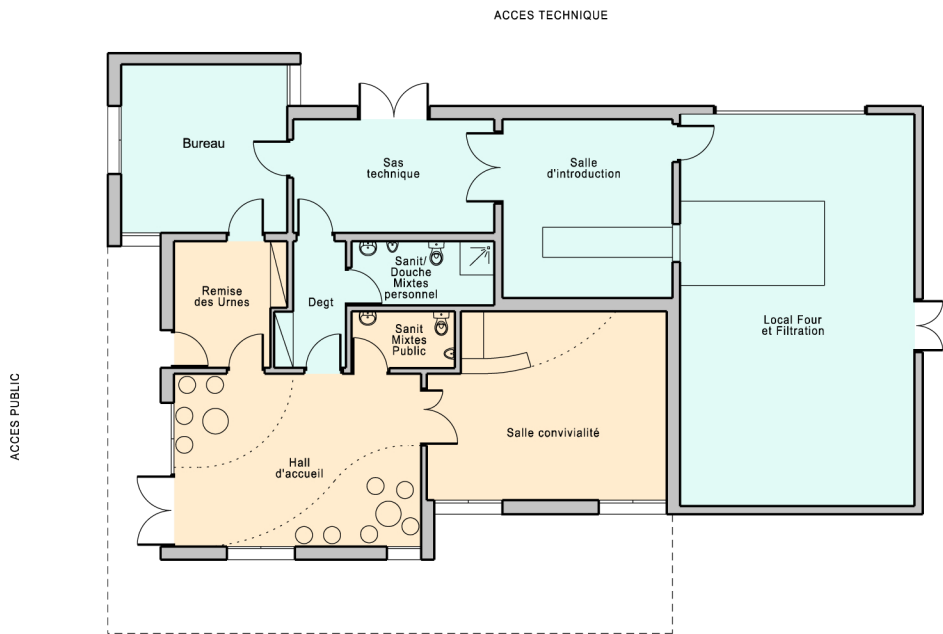 ACCES TECHNIQUE
Bureau
Sas
technique
Salle
d'introduction
Remise
des Urnes
Degt
Sanit/
Douche
Mixtes
personnel
Sanit
Mixtes
Public
Local Four
et Filtration
ACCES PUBLIC
Salle convivialité
Hall
d'accueil